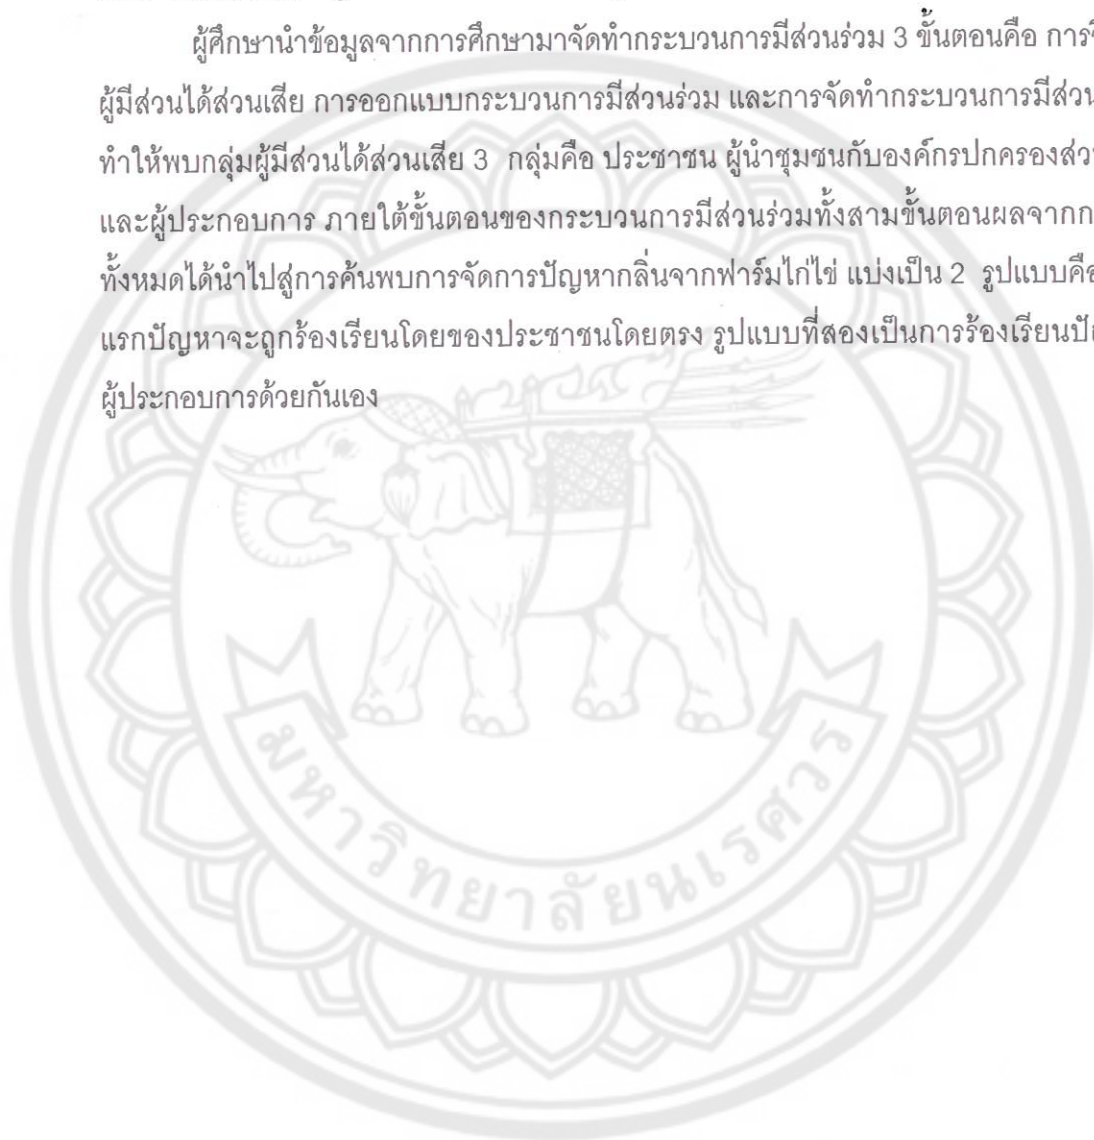 ผู้ศึกษานำข้อมูลจากการศึกษามาจัดทำกระบวนการมีส่วนร่วม 3 ขั้นตอนคือ การ
ผู้มีส่วนได้ส่วนเสีย การออกแบบกระบวนการมีส่วนร่วม และการจัดทำกระบวนการมีส่วน
ทำให้พบกลุ่มผู้มีส่วนได้ส่วนเสีย 3 กลุ่มคือ ประชาชน ผู้นำชุมชนกับองค์กรปกครองส่ว
และผู้ประกอบการ ภายใต้ขั้นตอนของกระบวนการมีส่วนร่วมทั้งสามขั้นตอนผลจากก
ทั้งหมดได้นำไปสู่การค้นพบการจัดการปัญหากลิ่นจากฟาร์มไก่ไข่ แบ่งเป็น 2 รูปแบบคือ
แรกปัญหาจะถูกร้องเรียนโดยของประชาชนโดยตรง รูปแบบที่สองเป็นการร้องเรียน
ผู้ประกอบการด้วยกันเอง
มหาวิทยาลัยนเรศวร